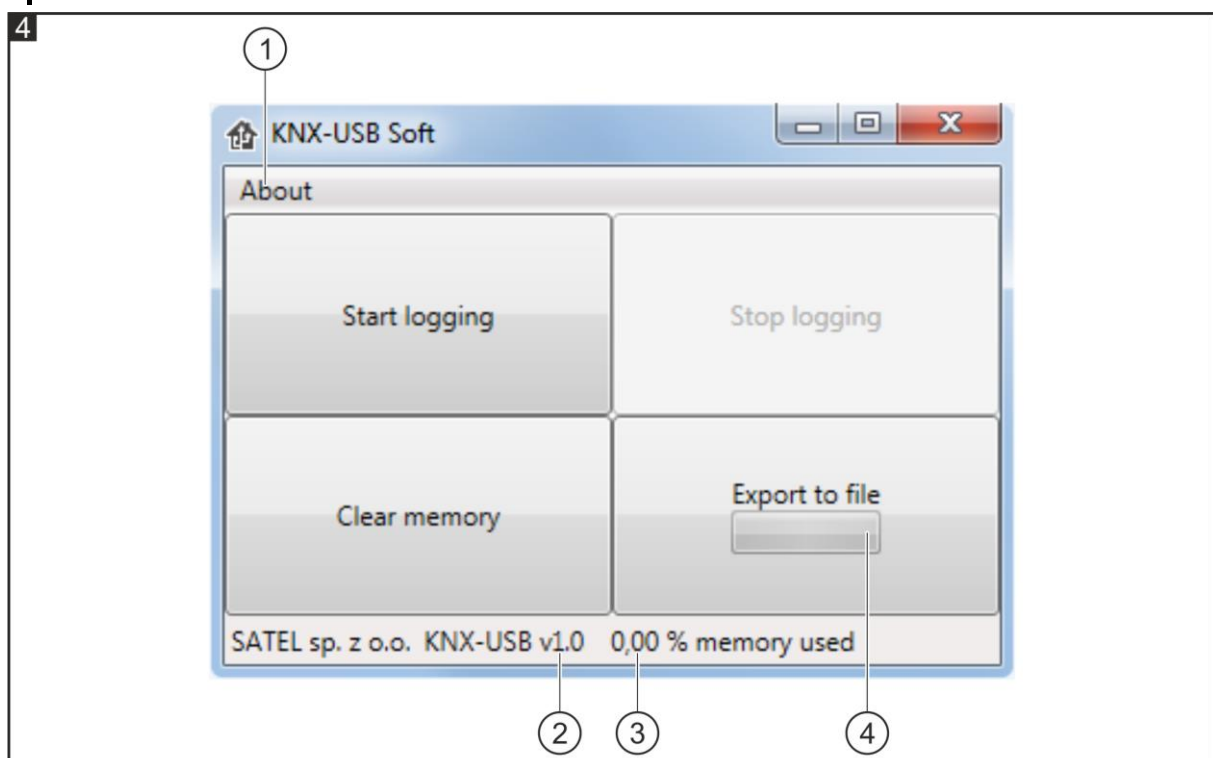 4
1
KNX-USB Soft
About
Start logging
Stop logging
Clear memory
Export to file
SATEL sp. z o.o. KNX-USB v1.0 0,00 % memory used
2 3 4